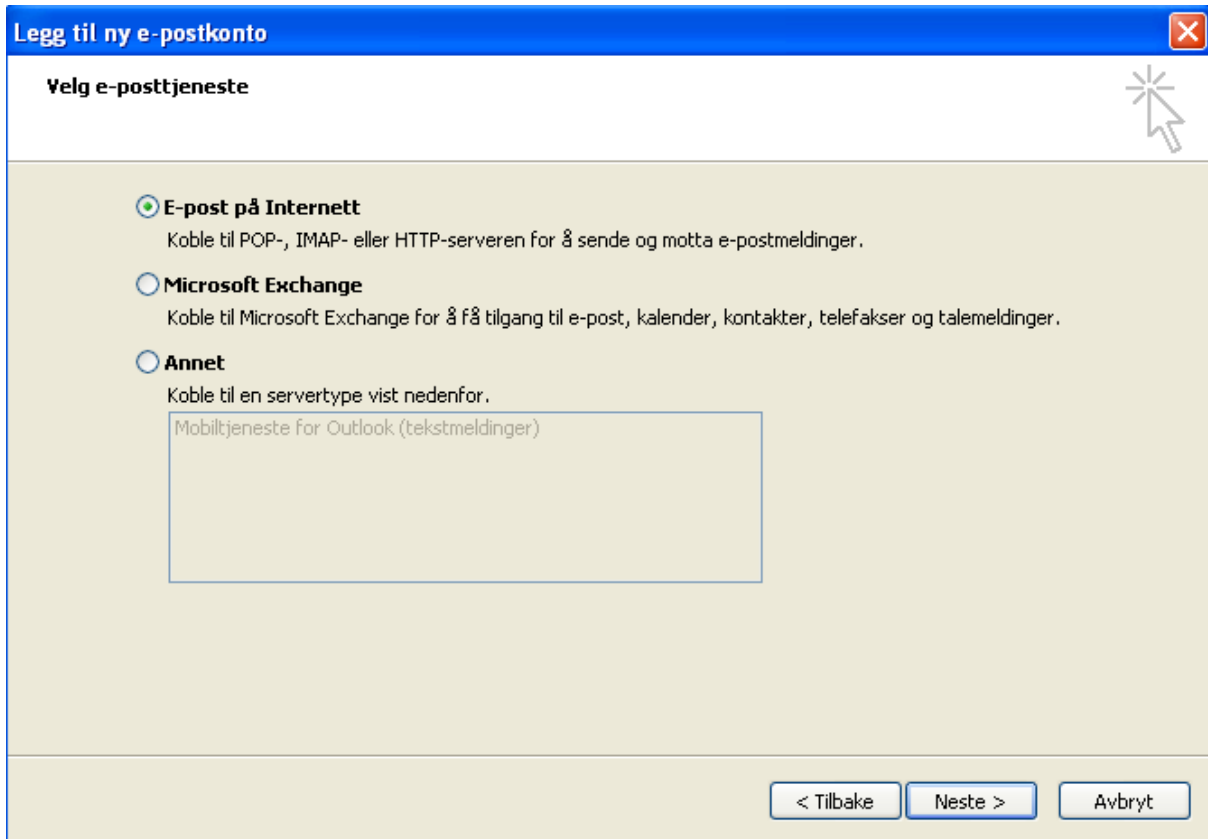 Legg til ny e-postkonto
Velg e-posttjeneste
E-post på Internett
Koble til POP-, IMAP- eller HTTP-serveren for å sende og motta e-postmeldinger.
Microsoft Exchange
Koble til Microsoft Exchange for å få tilgang til e-post, kalender, kontakter, telefakser og talemeldinger.
Annet
Koble til en servertype vist nedenfor.
Mobiltjeneste for Outlook (tekstmeldinger)
< Tilbake Neste > Avbryt